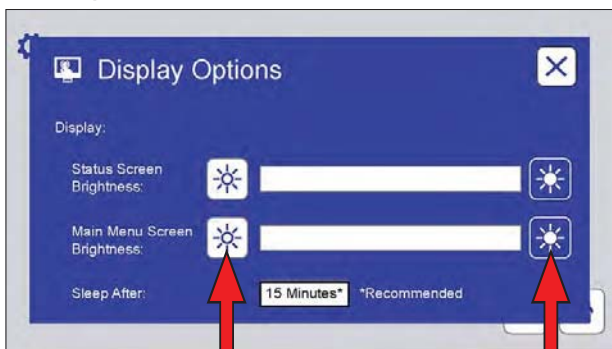 Display Options
Display:
Status Screen
Brightness:
Main Menu Screen
Brightness:
Sleep After: 15 Minutes* *Recommended